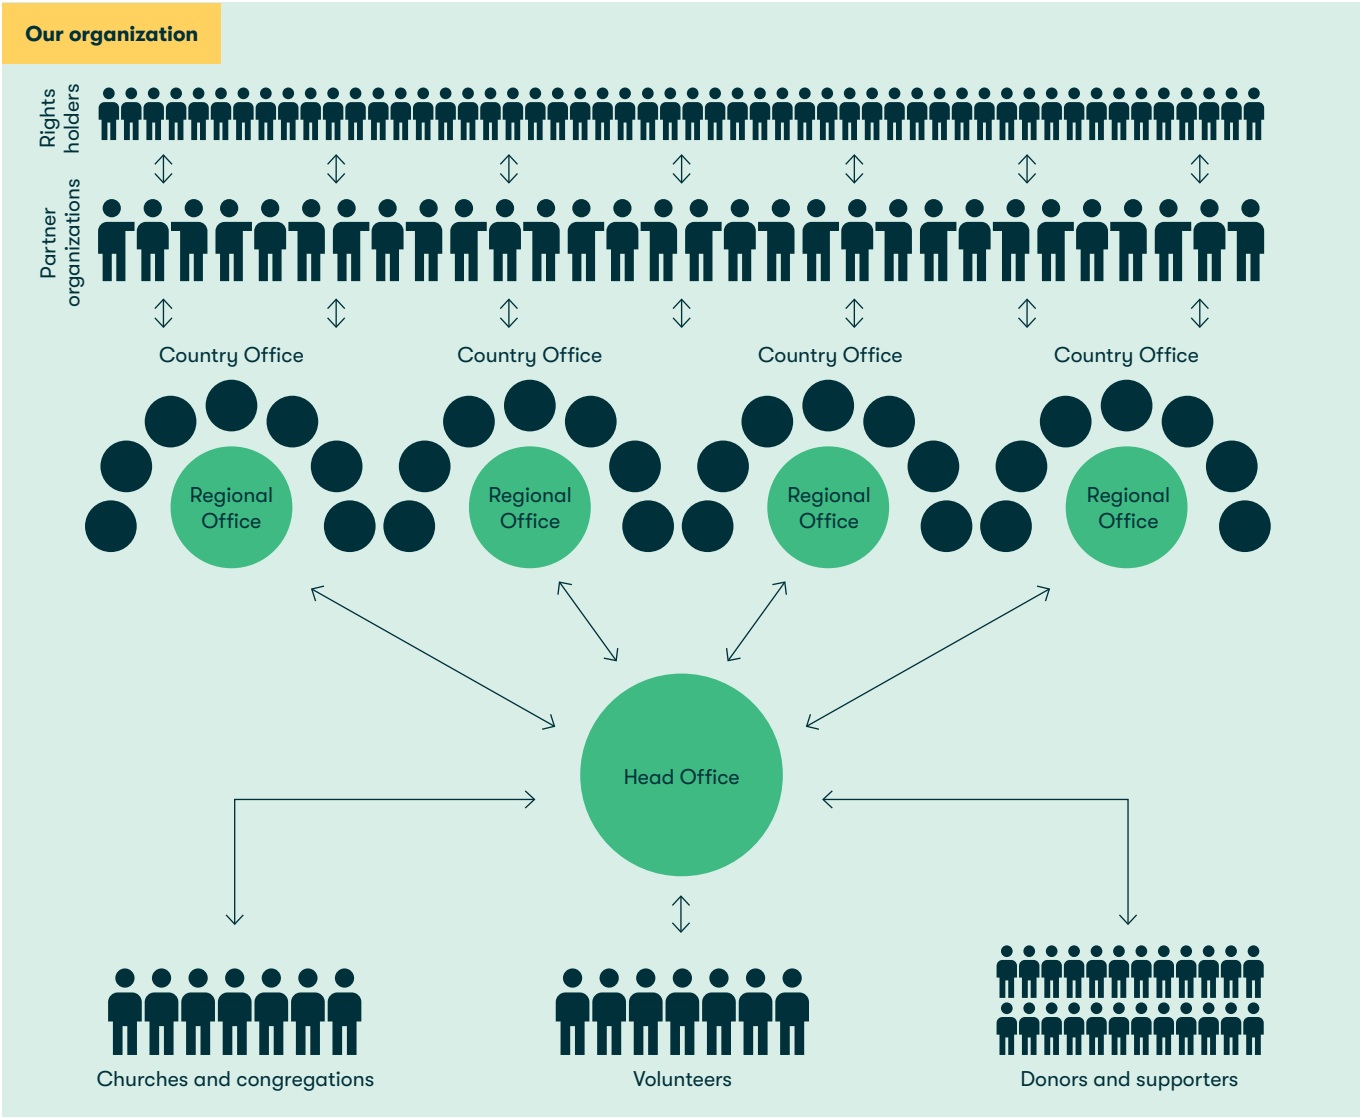 Our organization
Rights
holders
Partner
organizations
Country Office
Country Office
Country Office
Country Office
Regional
Office
Regional
Office
Regional
Office
Regional
Office
Head Office
Churches and congregations
Volunteers
Donors and supporters